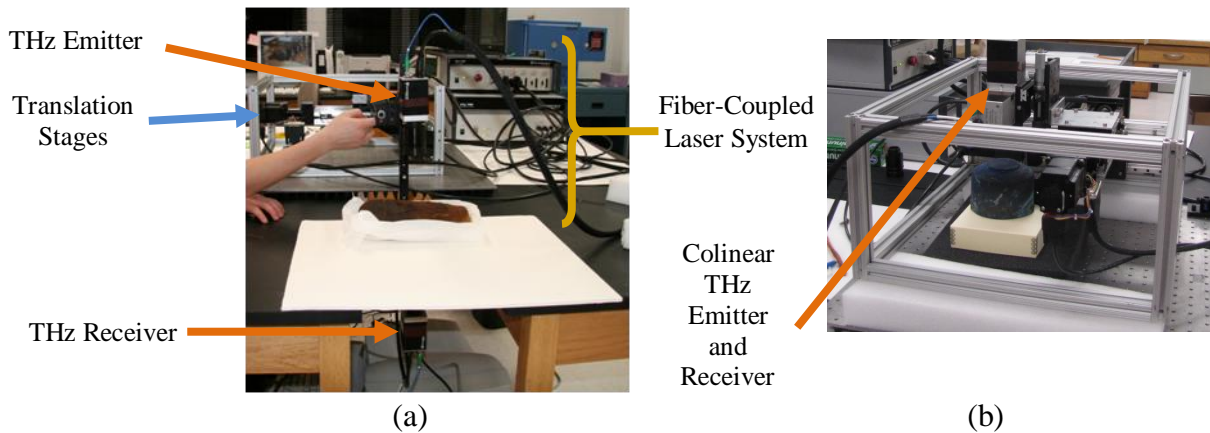 THz Emitter
Translation
Stages
THz Receiver
Fiber-Coupled
Laser System
Colinear
THz
Emitter
and
Receiver
(a)
(b)